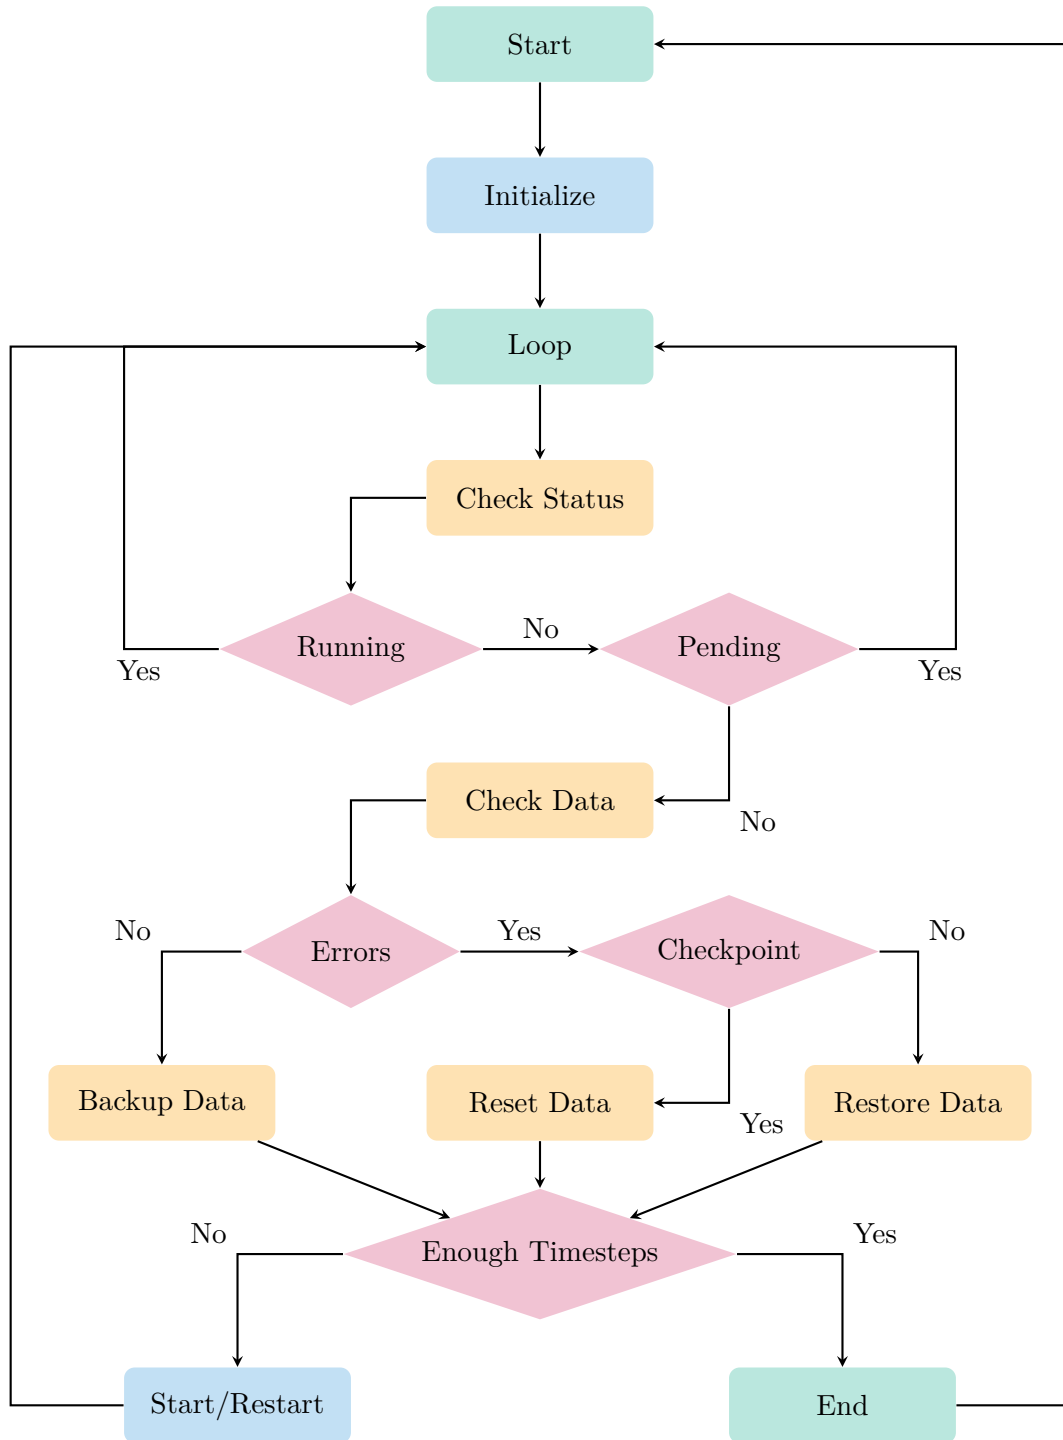 Start
Initialize
Loop
Check Status
Running
No
Pending
Yes
Yes
Check Data
No
No
Errors
Yes
Checkpoint
No
Backup Data
Reset Data
Yes
Restore Data
No
Enough Timesteps
Yes
Start/Restart
End